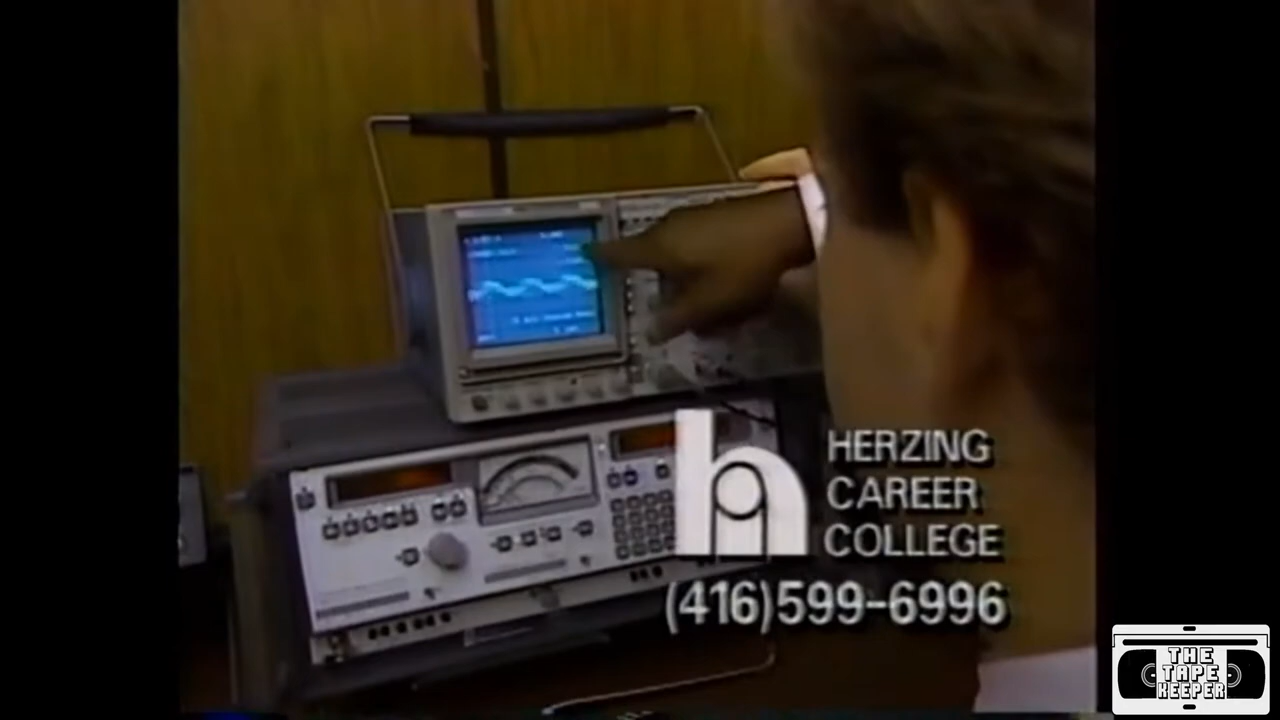 HERZING
CAREER
COLLEGE
(416)599-6996
THE
TAPE
KEEPER